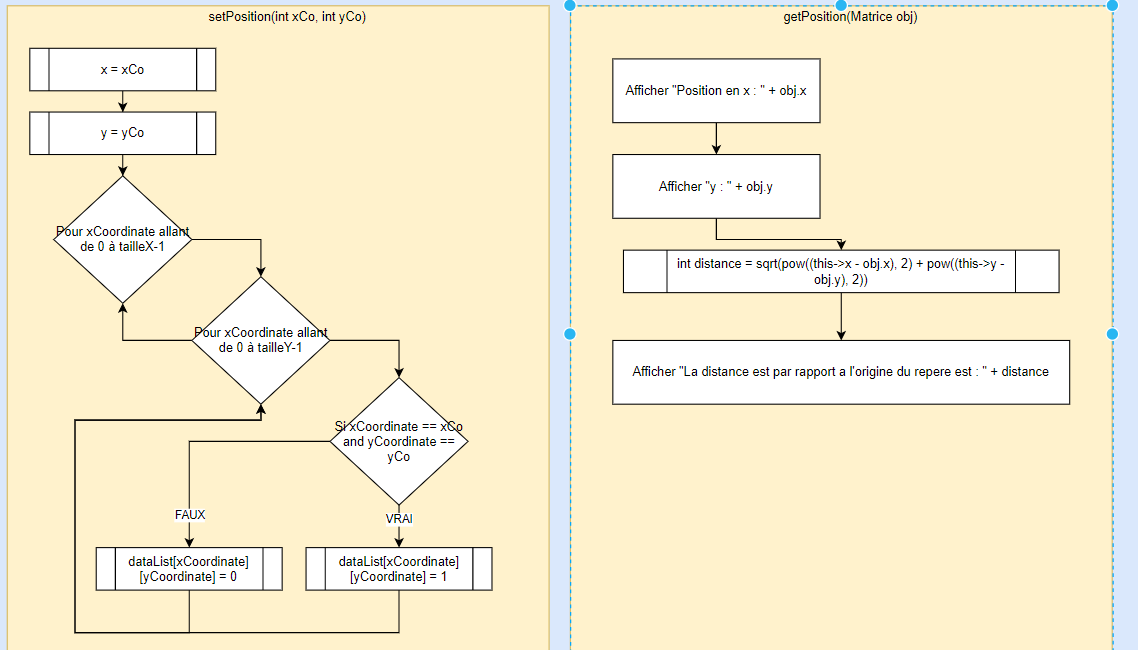 setPosition(int xCo, int yCo)
x = xCo
y = yCo
Pour xCoordinate allant
de 0 à tailleX-1
Pour xCoordinate allant
de 0 à tailleY-1
Si xCoordinate == xCo
and yCoordinate ==
yCo
FAUX
VRAI
dataList[xCoordinate]
[yCoordinate] = 0
dataList[xCoordinate]
[yCoordinate] = 1
getPosition(Matrice obj)
Afficher "Position en x : " + obj.x
Afficher "y : " + obj.y
int distance = sqrt(pow((this->x - obj.x), 2) + pow((this->y -
obj.y), 2))
Afficher "La distance est par rapport a l'origine du repere est : " + distance